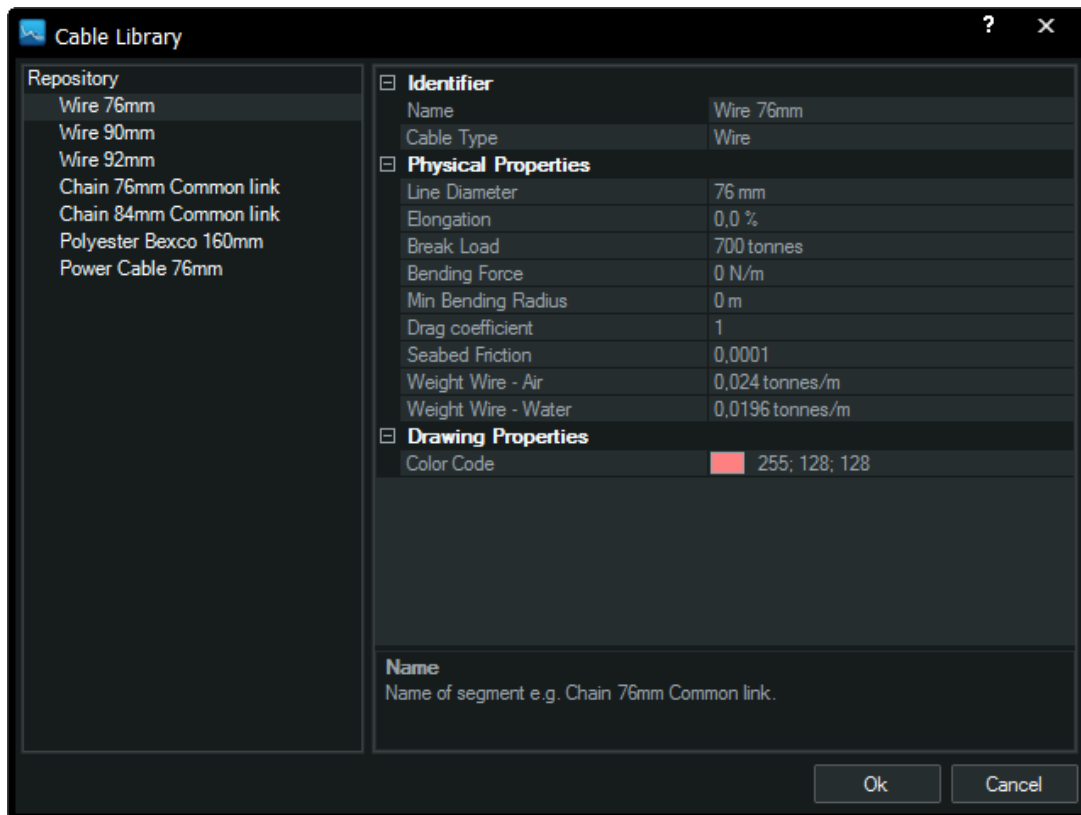 Cable Library ? ×
Repository
Wire 76mm
Wire 90mm
Wire 92mm
Chain 76mm Common link
Chain 84mm Common link
Polyester Bexco 160mm
Power Cable 76mm
Identifier
Name Wire 76mm
Cable Type Wire
Physical Properties
Line Diameter 76 mm
Elongation 0,0 %
Break Load 700 tonnes
Bending Force 0 N/m
Min Bending Radius 0 m
Drag coefficient 1
Seabed Friction 0,0001
Weight Wire - Air 0,024 tonnes/m
Weight Wire - Water 0,0196 tonnes/m
Drawing Properties
Color Code 255; 128; 128
Name
Name of segment e.g. Chain 76mm Common link.
Ok Cancel